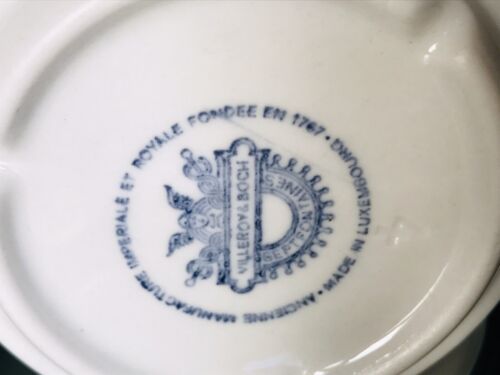 ANCIENNE MANUFACTURE IMPERIALE ET ROYALE FONDEE EN 1767 • MADE IN LUXEMBOURG •
VILLEROY & BOCH
SEPTFONTAINES